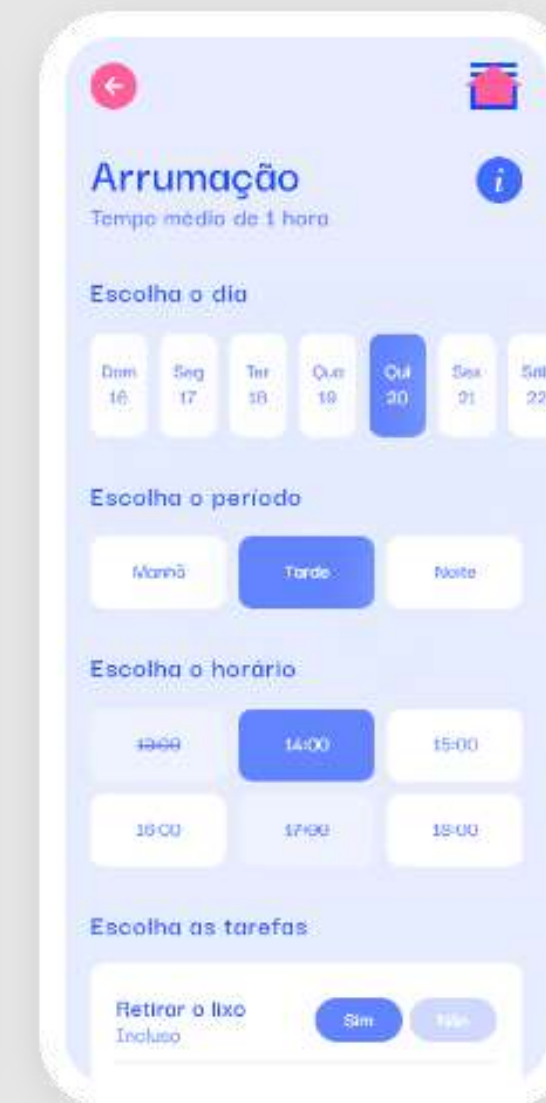 Arrumação
i
Tempo médio de 1 hora
Escolha o dia
Dom Seg Ter Qua Qui Sex Sáb
16 17 18 19 20 21 22
Escolha o período
Manhã Tarde Noite
Escolha o horário
13:00 14:00 15:00
16:00 17:00 18:00
Escolha as tarefas
Retirar o lixo
Incluso
Sim Não